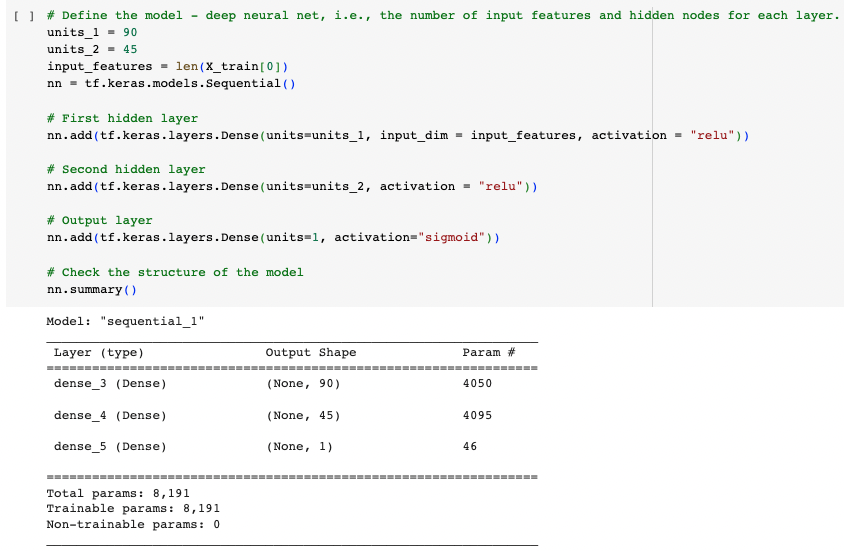 [ ] # Define the model - deep neural net, i.e., the number of input features and hidden nodes for each layer.
units_1 = 90
units_2 = 45
input_features = len(X_train[0])
nn = tf.keras.models.Sequential()

# First hidden layer
nn.add(tf.keras.layers.Dense(units=units_1, input_dim = input_features, activation = "relu"))

# Second hidden layer
nn.add(tf.keras.layers.Dense(units=units_2, activation = "relu"))

# Output layer
nn.add(tf.keras.layers.Dense(units=1, activation="sigmoid"))

# Check the structure of the model
nn.summary()

Model: "sequential_1"
_________________________________________________________________
Layer (type) Output Shape Param #
=================================================================
dense_3 (Dense) (None, 90) 4050

dense_4 (Dense) (None, 45) 4095

dense_5 (Dense) (None, 1) 46

=================================================================
Total params: 8,191
Trainable params: 8,191
Non-trainable params: 0
_________________________________________________________________